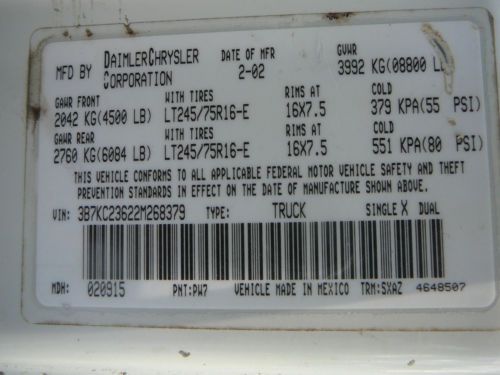 MFD BY DAIMLERCHRYSLER CORPORATION DATE OF MFR 2-02 GVWR 3992 KG(08800 LB
GAWR FRONT WITH TIRES RIMS AT COLD
2042 KG(4500 LB) LT245/75R16-E 16X7.5 379 KPA(55 PSI)
GAWR REAR WITH TIRES RIMS AT COLD
2760 KG(6084 LB) LT245/75R16-E 16X7.5 551 KPA(80 PSI)
THIS VEHICLE CONFORMS TO ALL APPLICABLE FEDERAL MOTOR VEHICLE SAFETY AND THEFT
PREVENTION STANDARDS IN EFFECT ON THE DATE OF MANUFACTURE SHOWN ABOVE.
VIN: 3B7KC23622M268379 TYPE: TRUCK SINGLE X DUAL
MDH: 020915 PNT: PW7 VEHICLE MADE IN MEXICO TRM: SXAZ 4648507